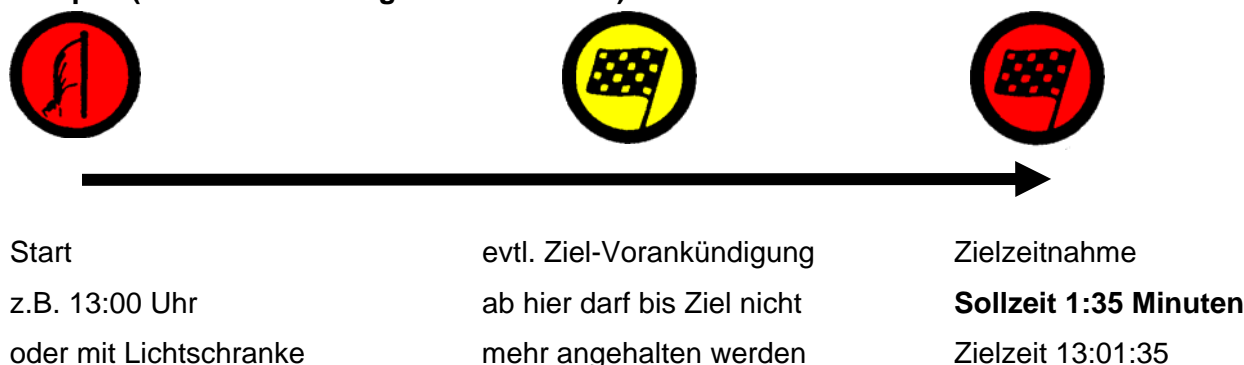 Start
z.B. 13:00 Uhr
oder mit Lichtschranke
evtl. Ziel-Vorankündigung
ab hier darf bis Ziel nicht
mehr angehalten werden
Zielzeitnahme
Sollzeit 1:35 Minuten
Zielzeit 13:01:35